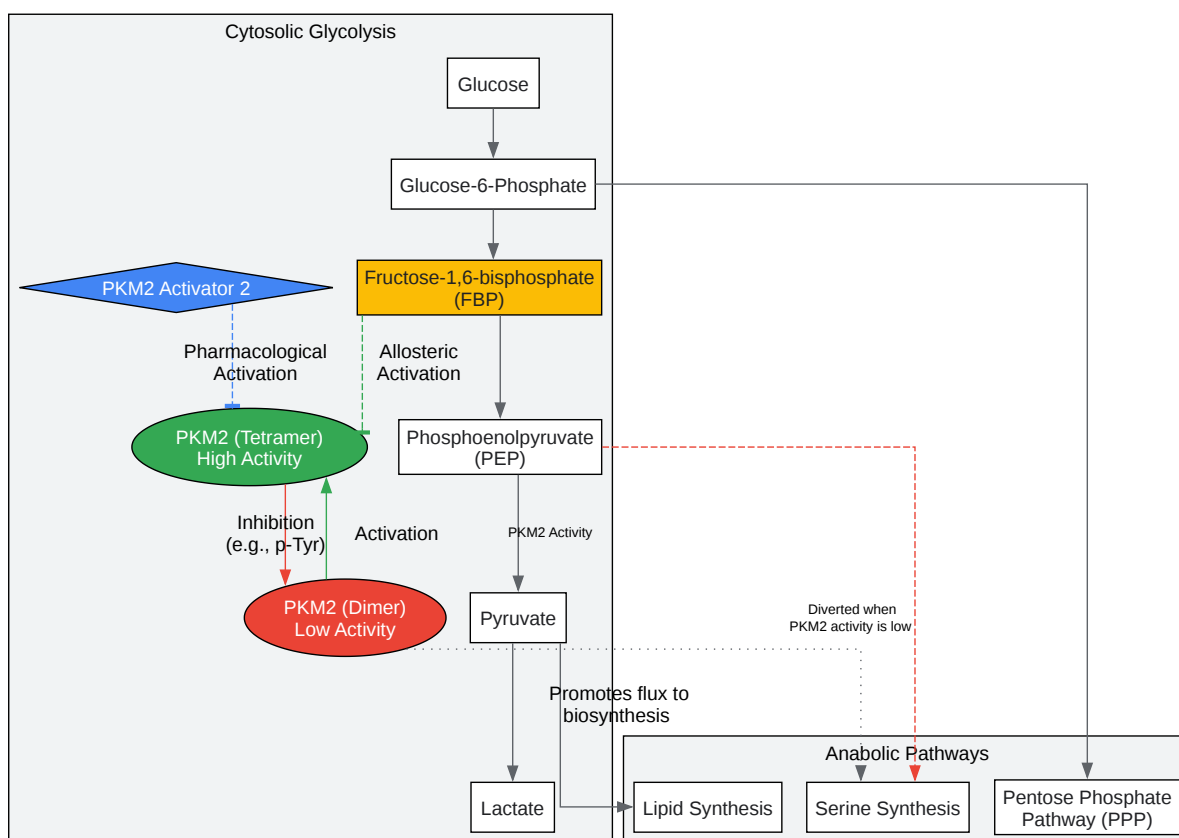 Cytosolic Glycolysis
Glucose
Glucose-6-Phosphate
PKM2 Activator 2
Fructose-1,6-bisphosphate
(FBP)
Pharmacological
Activation
Allosteric
Activation
PKM2 (Tetramer)
High Activity
Phosphoenolpyruvate
(PEP)
Inhibition
(e.g., p-Tyr)
Activation
PKM2 Activity
PKM2 (Dimer)
Low Activity
Pyruvate
Diverted when
PKM2 activity is low
Promotes flux to
biosynthesis
Anabolic Pathways
Lactate
Lipid Synthesis
Serine Synthesis
Pentose Phosphate
Pathway (PPP)